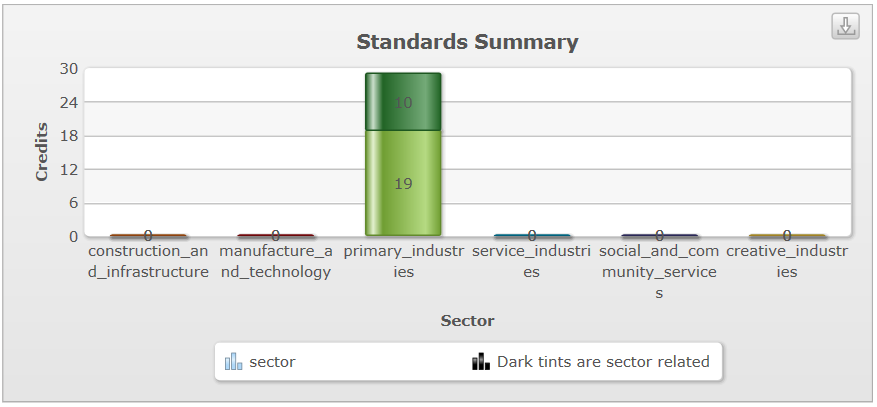 Standards Summary
30
24
18
12
6
0
Credits
10
19
0
0
0
0
0
construction_an
d_infrastructure
manufacture_a
nd_technology
primary_industr
ies
service_industri
es
social_and_com
munity_service
s
creative_industr
ies
Sector
sector
Dark tints are sector related